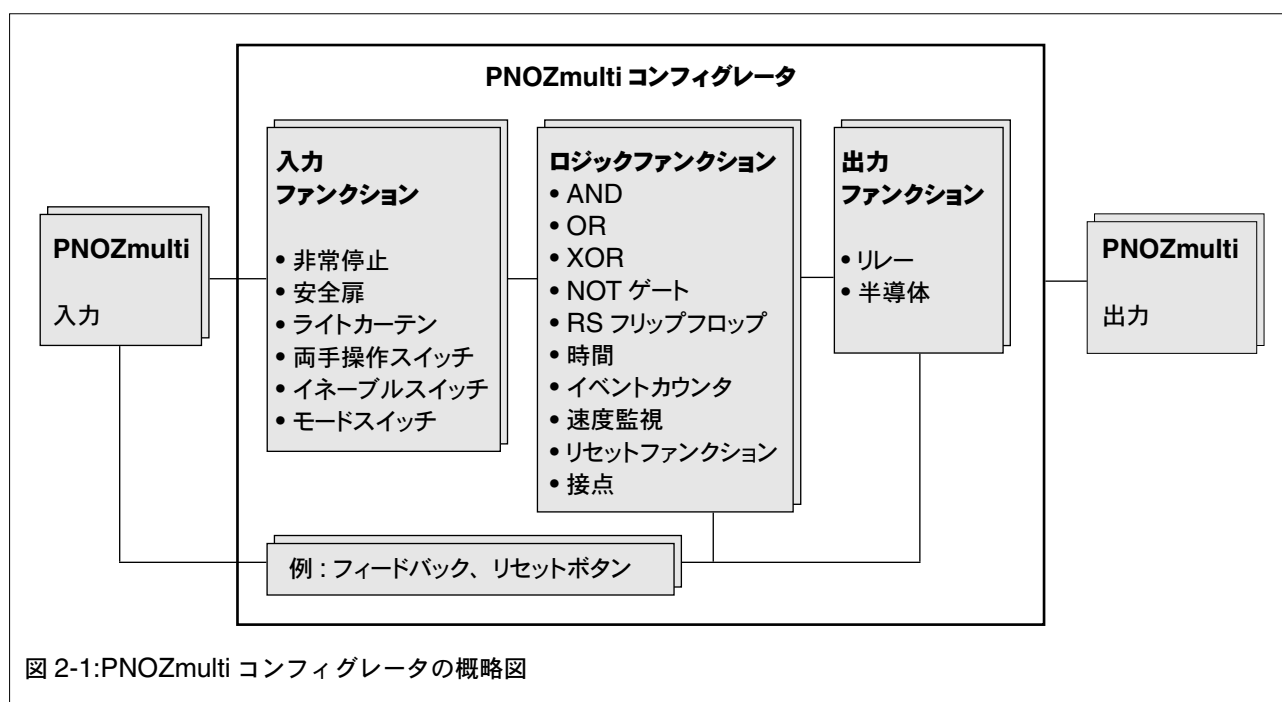 PNOZmulti コンフィグレータ
PNOZmulti
入力
入力
ファンクション
• 非常停止
• 安全扉
• ライトカーテン
• 両手操作スイッチ
• イネーブルスイッチ
• モードスイッチ
ロジックファンクション
• AND
• OR
• XOR
• NOT ゲート
• RS フリップフロップ
• 時間
• イベントカウンタ
• 速度監視
• リセットファンクション
• 接点
出力
ファンクション
• リレー
• 半導体
PNOZmulti
出力
例 : フィードバック、リセットボタン
図 2-1:PNOZmulti コンフィグレータの概略図